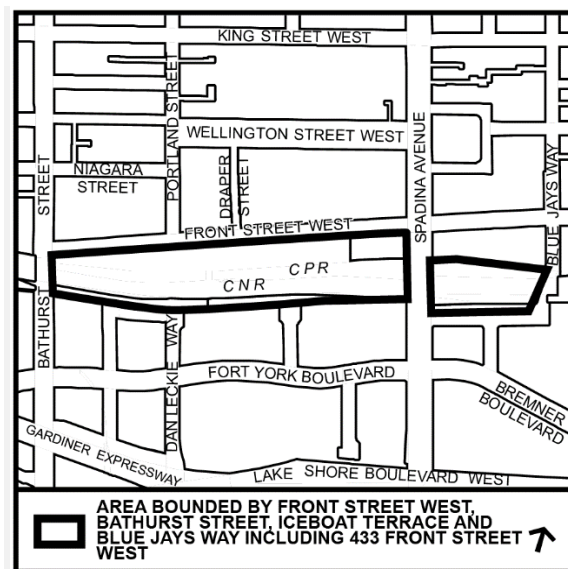 KING STREET WEST
PORTLAND STREET
WELLINGTON STREET WEST
SPADINA AVENUE
BLUE JAYS WAY
NIAGARA
STREET
DRAPER
STREET
BATHURST STREET
FRONT STREET WEST
CPR
CNR
DAN LECKIE WAY
FORT YORK BOULEVARD
BREMNER
BOULEVARD
GARDINER EXPRESSWAY
LAKE SHORE BOULEVARD WEST
AREA BOUNDED BY FRONT STREET WEST,
BATHURST STREET, ICEBOAT TERRACE AND
BLUE JAYS WAY INCLUDING 433 FRONT STREET
WEST